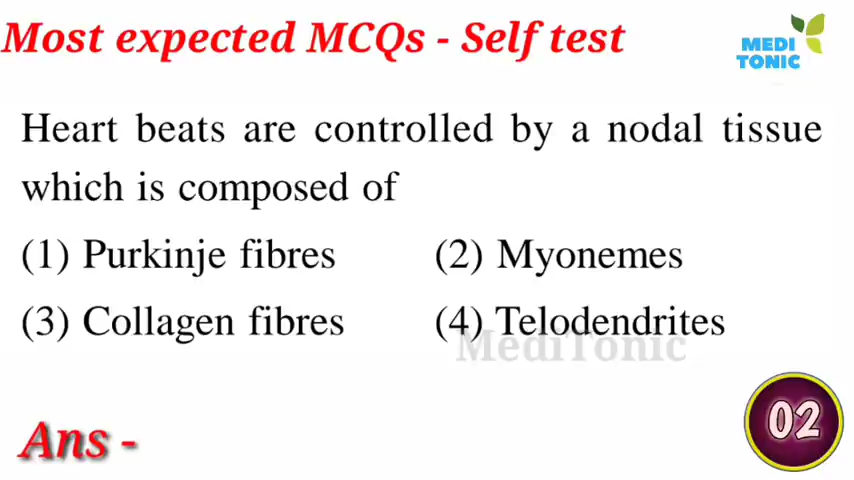 Most expected MCQs - Self test
MEDI
TONIC
Heart beats are controlled by a nodal tissue
which is composed of
(1) Purkinje fibres (2) Myonemes
(3) Collagen fibres (4) Telodendrites
MediTonic
Ans -
02